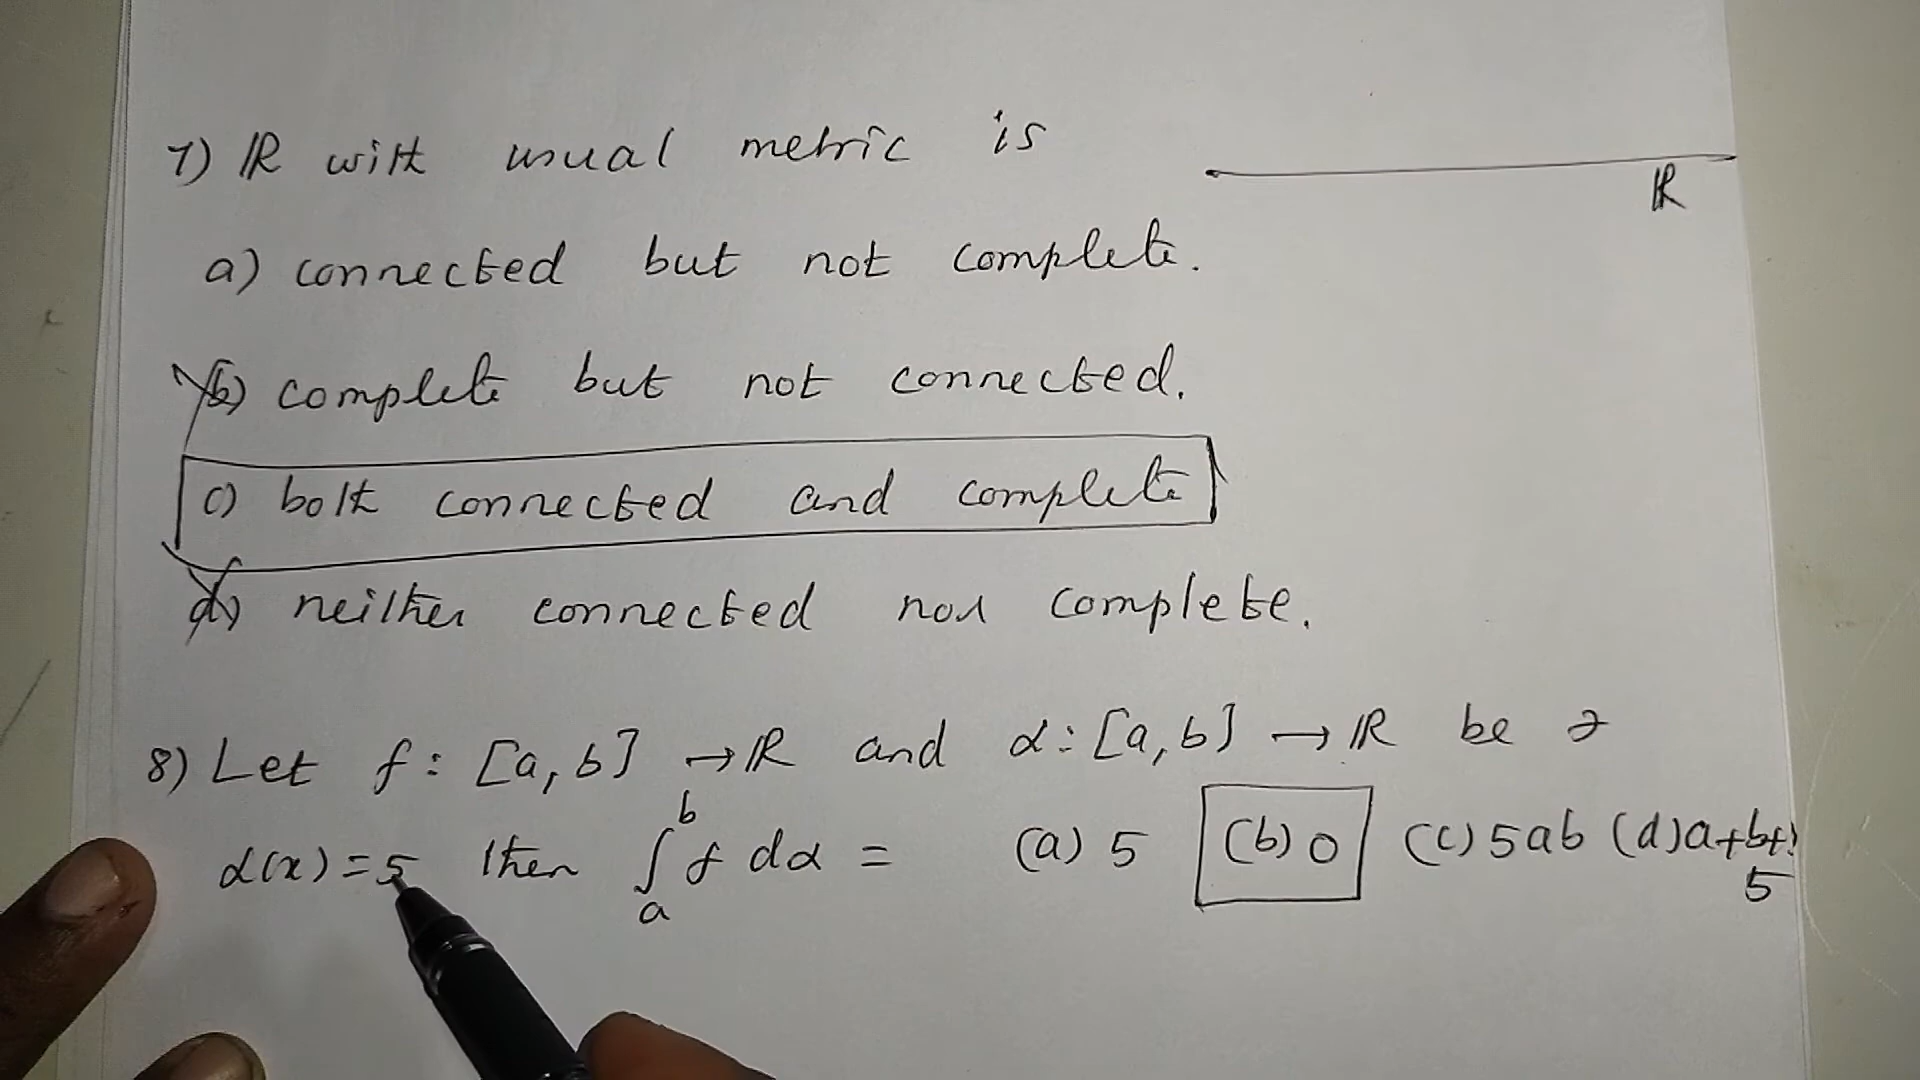 7) ℝ with usual metric is
ℝ
a) connected but not complete.
b) complete but not connected.
c) both connected and complete
d) neither connected nor complete.
8) Let f : [a, b] → ℝ and α : [a, b] → ℝ be
α(x) = 5 then ∫_a^b f dα = (a) 5 (b) 0 (c) 5ab (d) a+b+
5